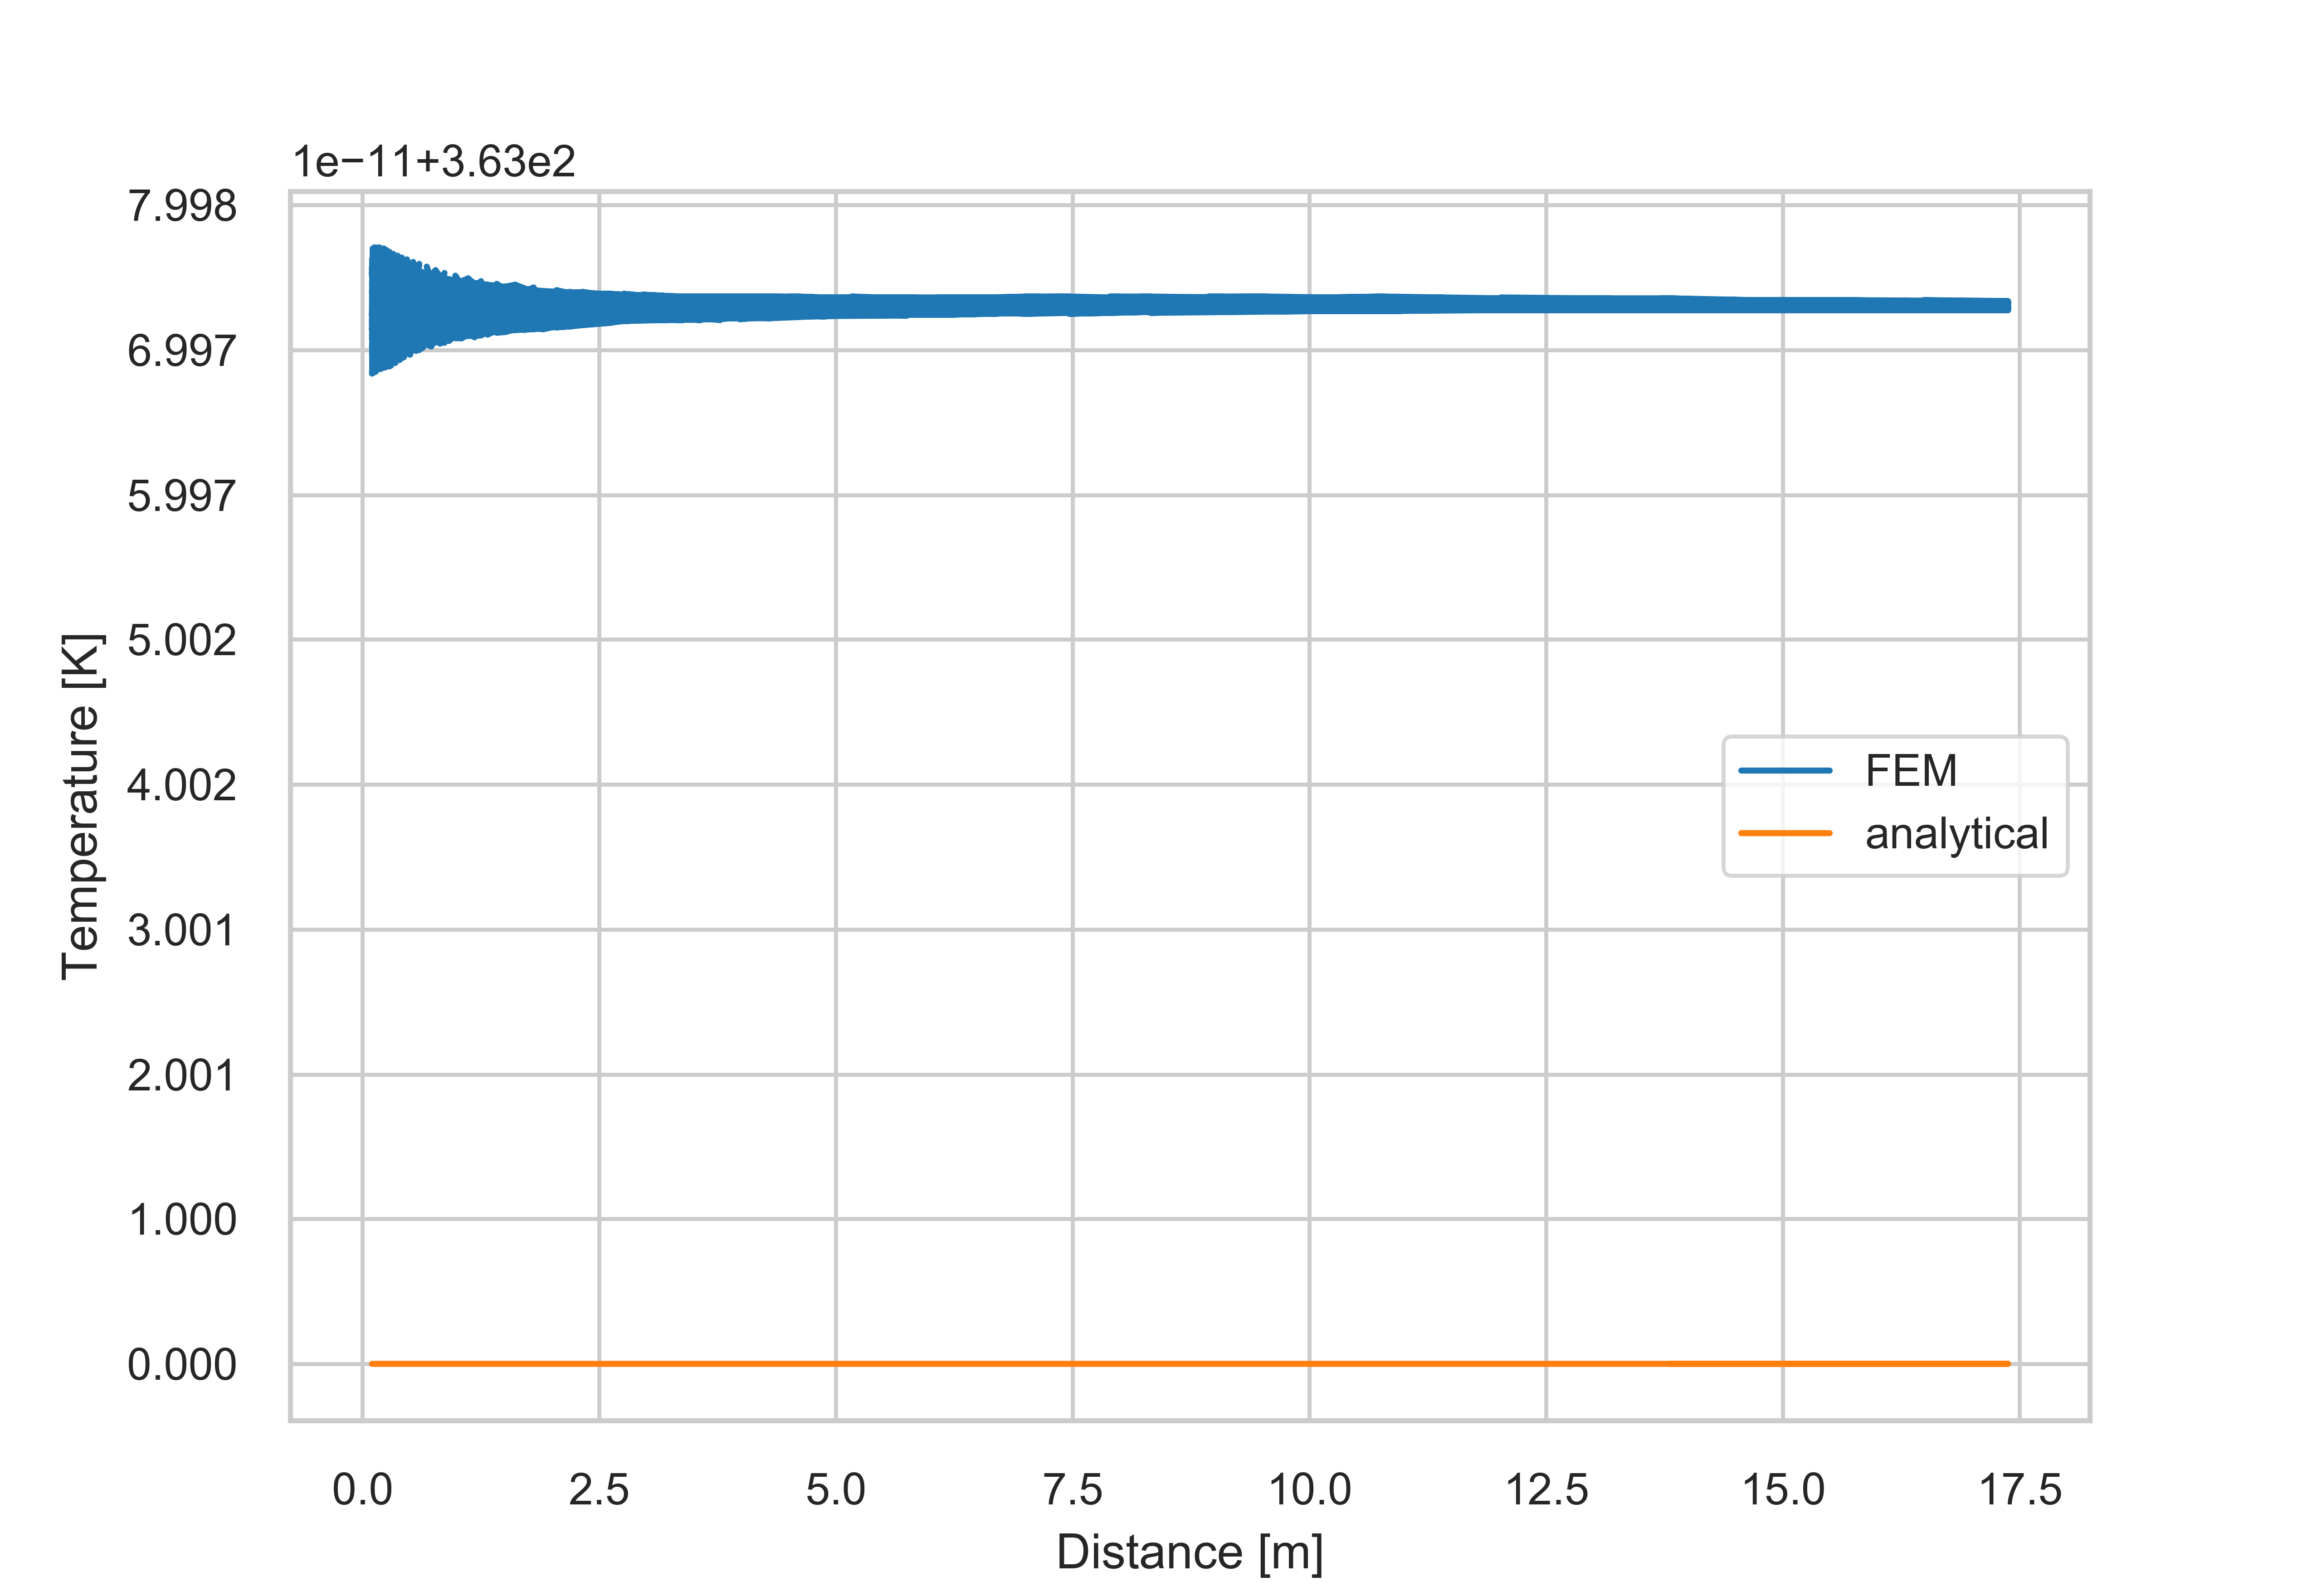 1e−11+3.63e2
7.998
6.997
5.997
5.002
4.002
3.001
2.001
1.000
0.000
Temperature [K]
FEM
analytical
0.0 2.5 5.0 7.5 10.0 12.5 15.0 17.5
Distance [m]